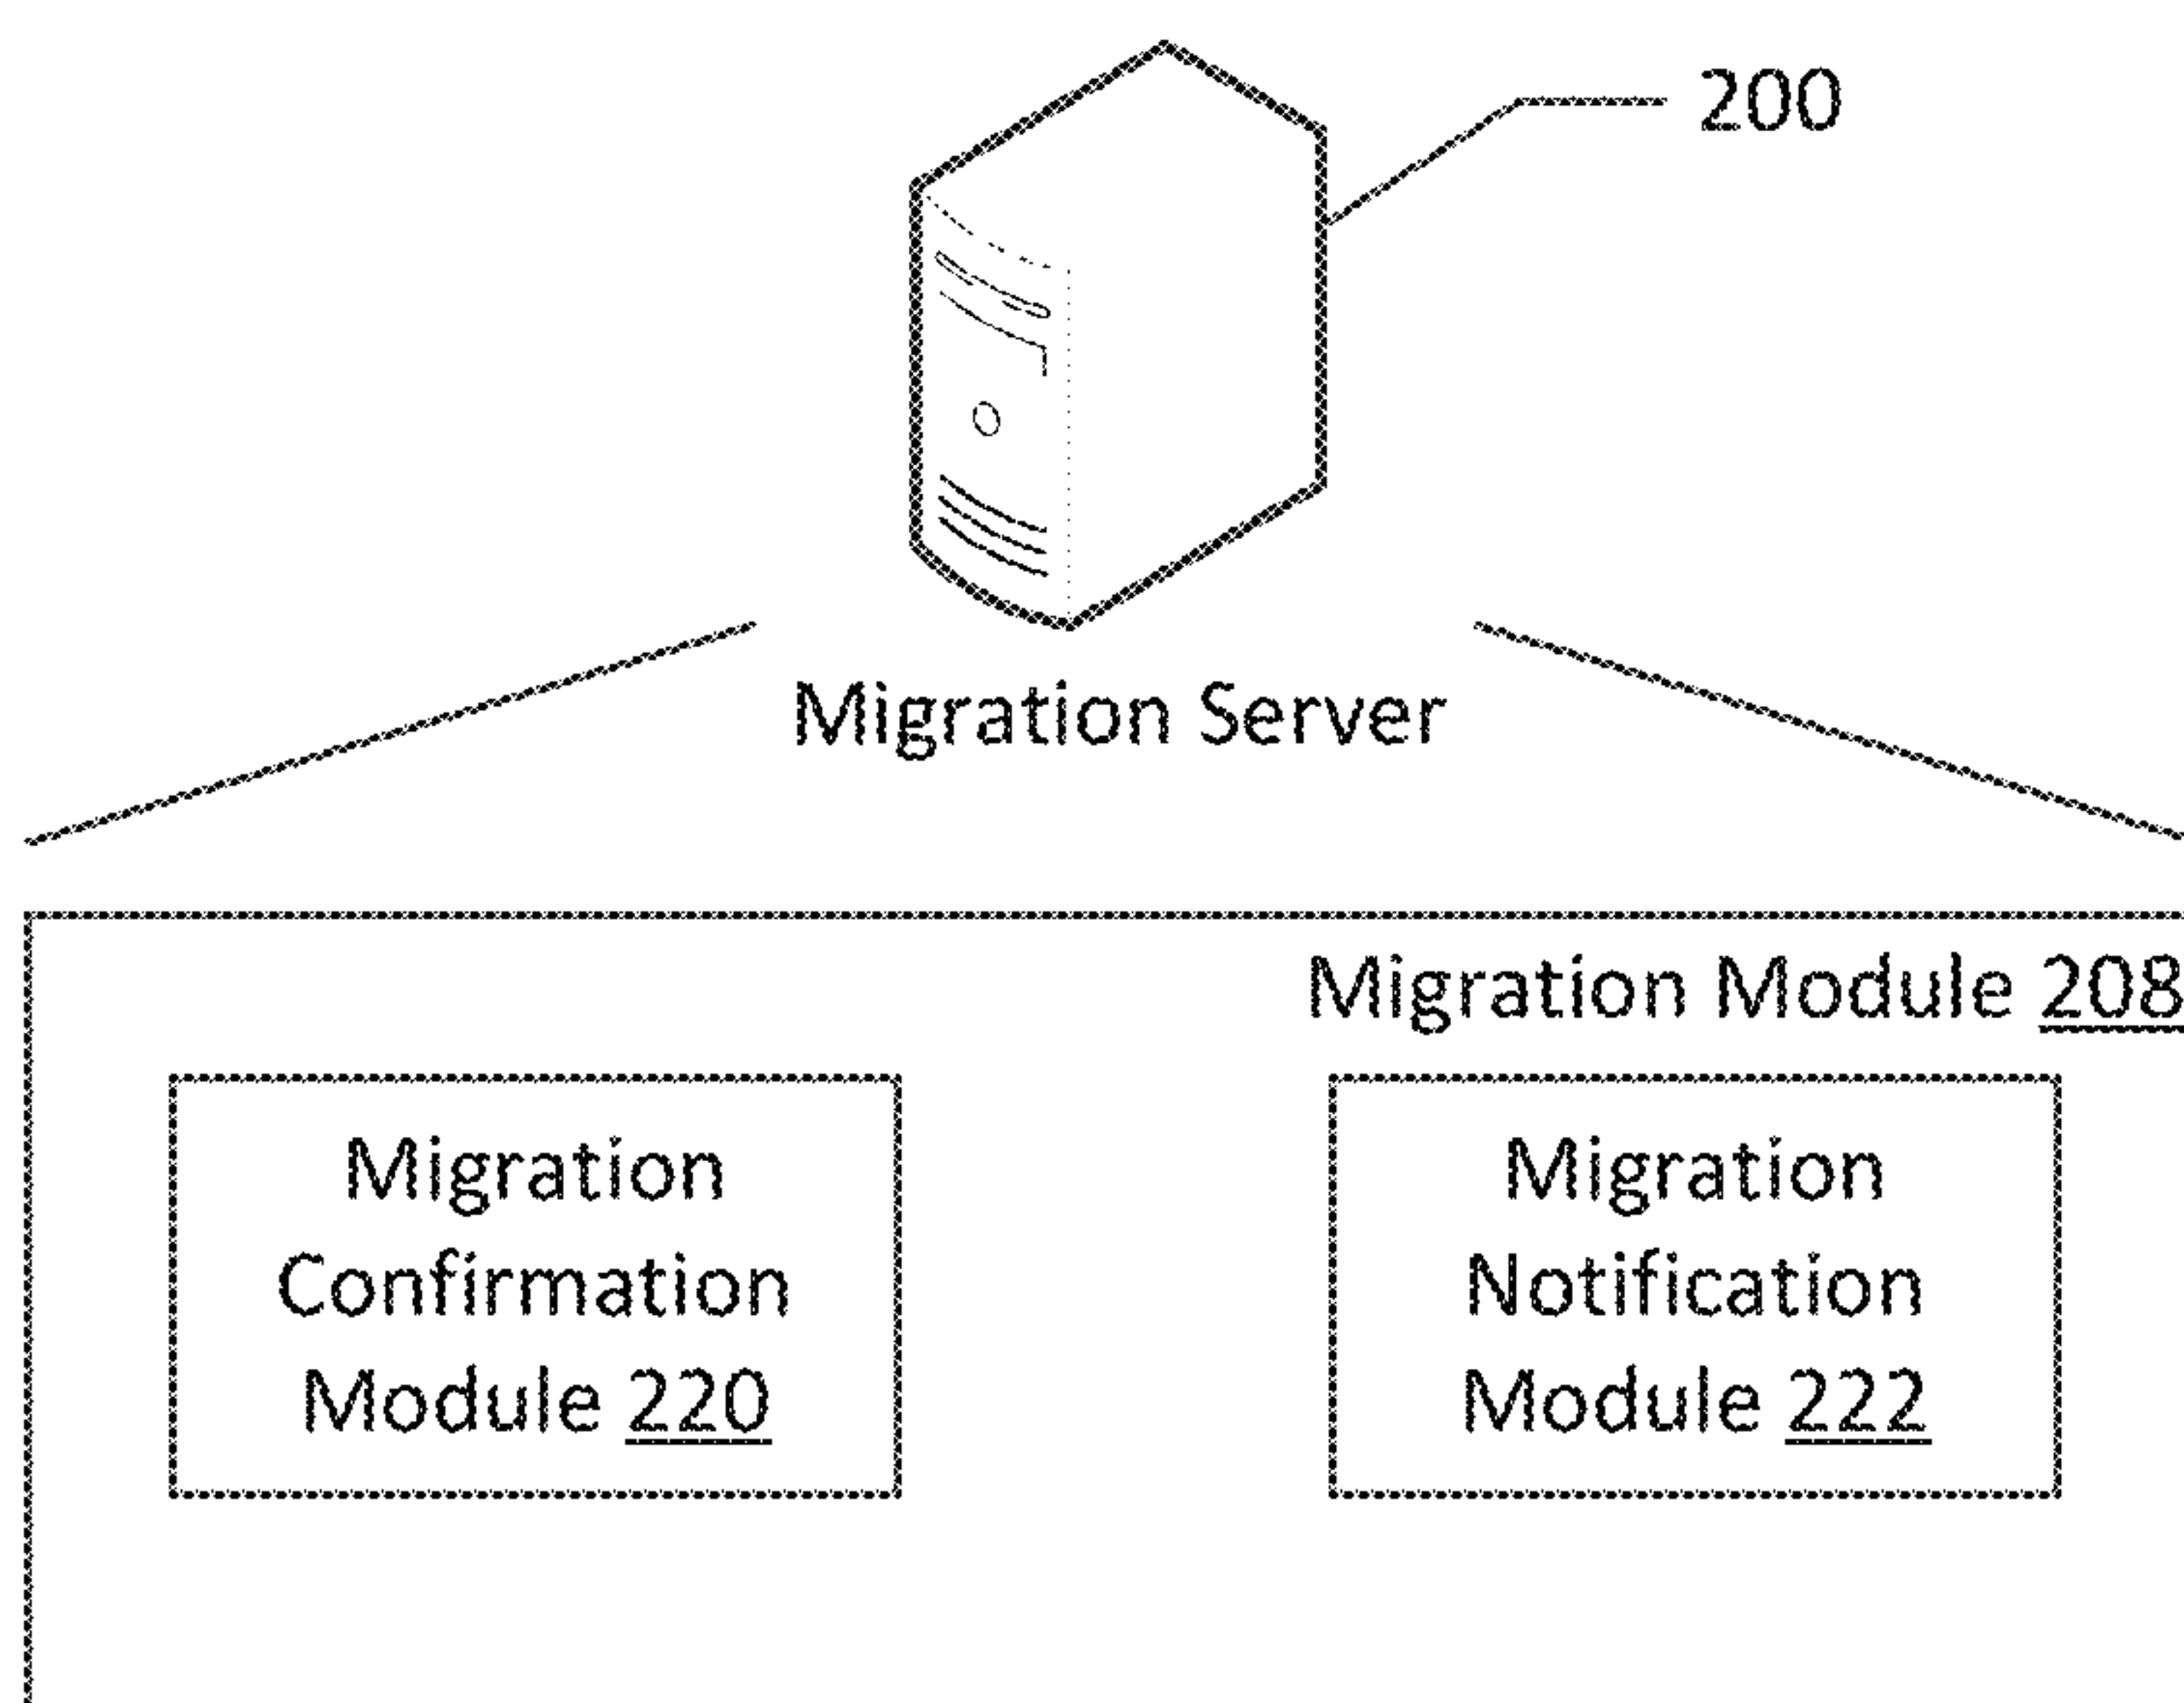 200
Migration Server
Migration Module 208
Migration
Confirmation
Module 220
Migration
Notification
Module 222